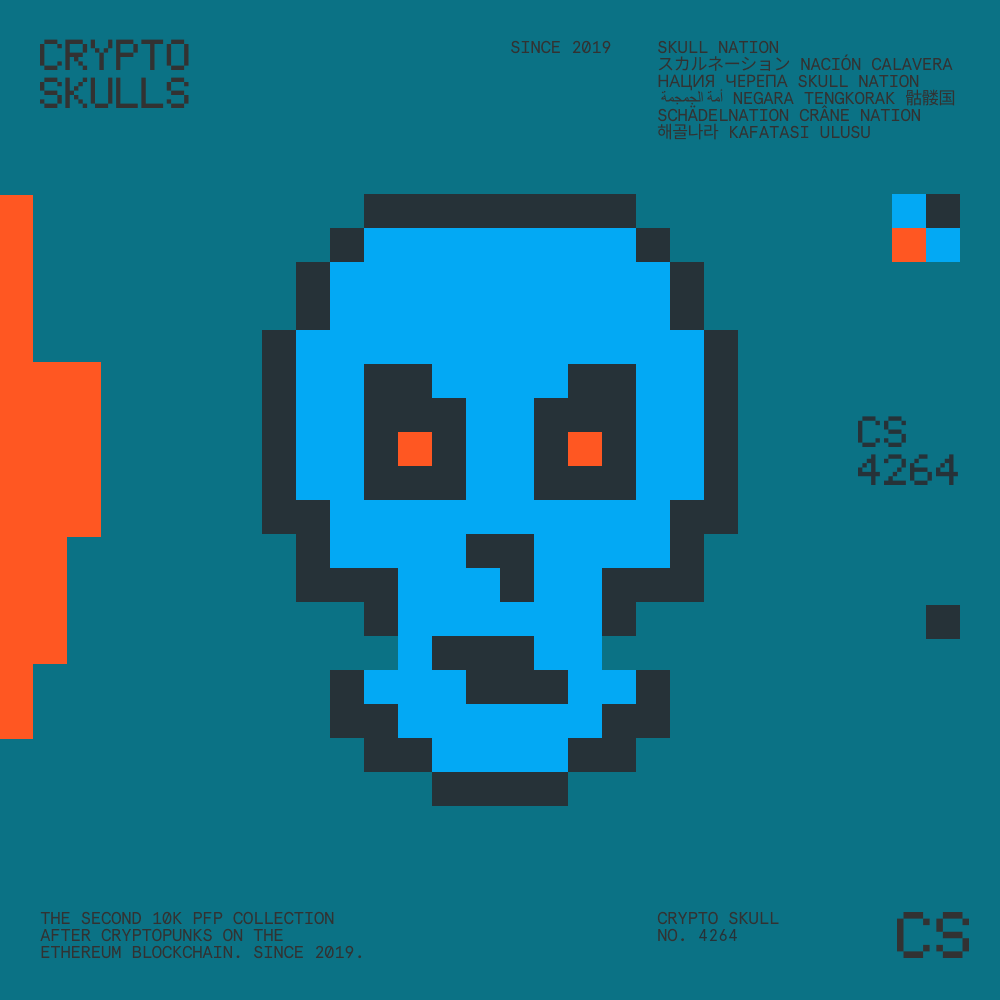 CRYPTO
SKULLS
SINCE 2019
SKULL NATION
スカルネーション NACIÓN CALAVERA
НАЦИЯ ЧЕРЕПА SKULL NATION
أمة الجمجمة NEGARA TENGKORAK 骷髅国
SCHÄDELNATION CRÂNE NATION
해골나라 KAFATASI ULUSU
CS
4264
THE SECOND 10K PFP COLLECTION
AFTER CRYPTOPUNKS ON THE
ETHEREUM BLOCKCHAIN. SINCE 2019.
CRYPTO SKULL
NO. 4264
CS